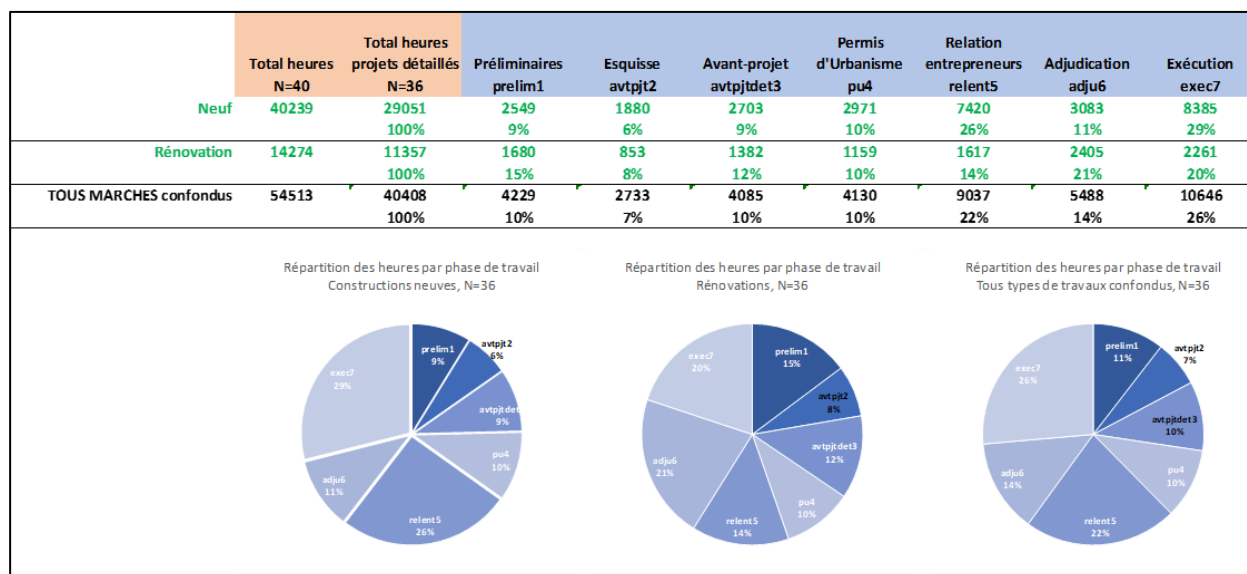 Total heures Permis Relation
Total heures projets détaillés Préliminaires Esquisse Avant-projet d'Urbanisme entrepreneurs Adjudication Exécution
N=40 N=36 prelim1 avtpjt2 avtpjtdet3 pu4 relent5 adju6 exec7
Neuf 40239 29051 2549 1880 2703 2971 7420 3083 8385
100% 9% 6% 9% 10% 26% 11% 29%
Rénovation 14274 11357 1680 853 1382 1159 1617 2405 2261
100% 15% 8% 12% 10% 14% 21% 20%
TOUS MARCHES confondus 54513 40408 4229 2733 4085 4130 9037 5488 10646
100% 10% 7% 10% 10% 22% 14% 26%
Répartition des heures par phase de travail
Constructions neuves, N=36
prelim1
9%
avtpjt2
6%
avtpjtdet
9%
pu4
10%
relent5
26%
adju6
11%
exec7
29%
Répartition des heures par phase de travail
Rénovations, N=36
prelim1
15%
avtpjt2
8%
avtpjtdet3
12%
pu4
10%
relent5
14%
adju6
21%
exec7
20%
Répartition des heures par phase de travail
Tous types de travaux confondus, N=36
prelim1
11%
avtpjt2
7%
avtpjtdet3
10%
pu4
10%
relent5
22%
adju6
14%
exec7
26%